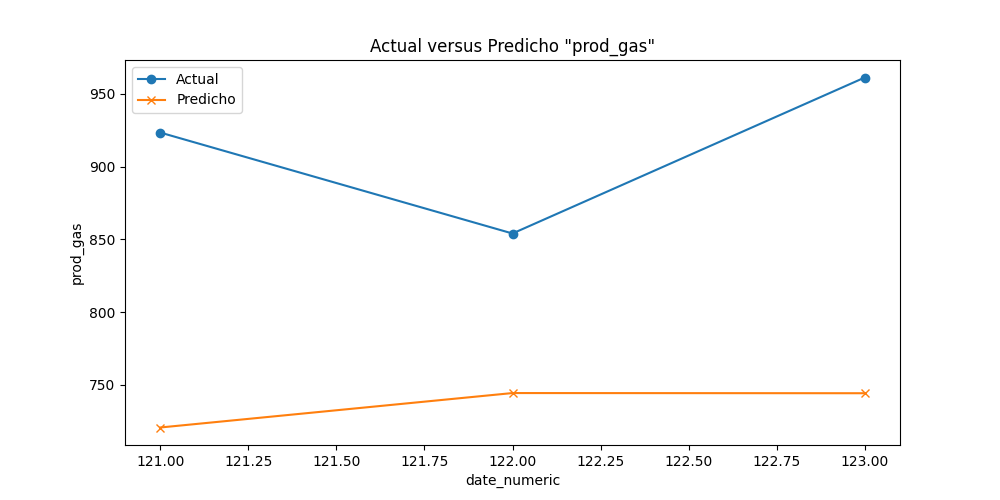 Actual versus Predicho "prod_gas"
Actual
Predicho
950
900
850
800
750
prod_gas
121.00 121.25 121.50 121.75 122.00 122.25 122.50 122.75 123.00
date_numeric